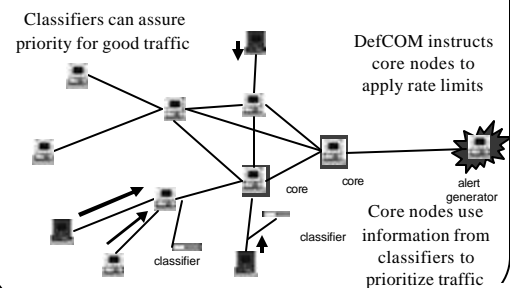 Classifiers can assure
priority for good traffic
DefCOM instructs
core nodes to
apply rate limits
core
core
alert
generator
classifier
classifier
Core nodes use
information from
classifiers to
prioritize traffic